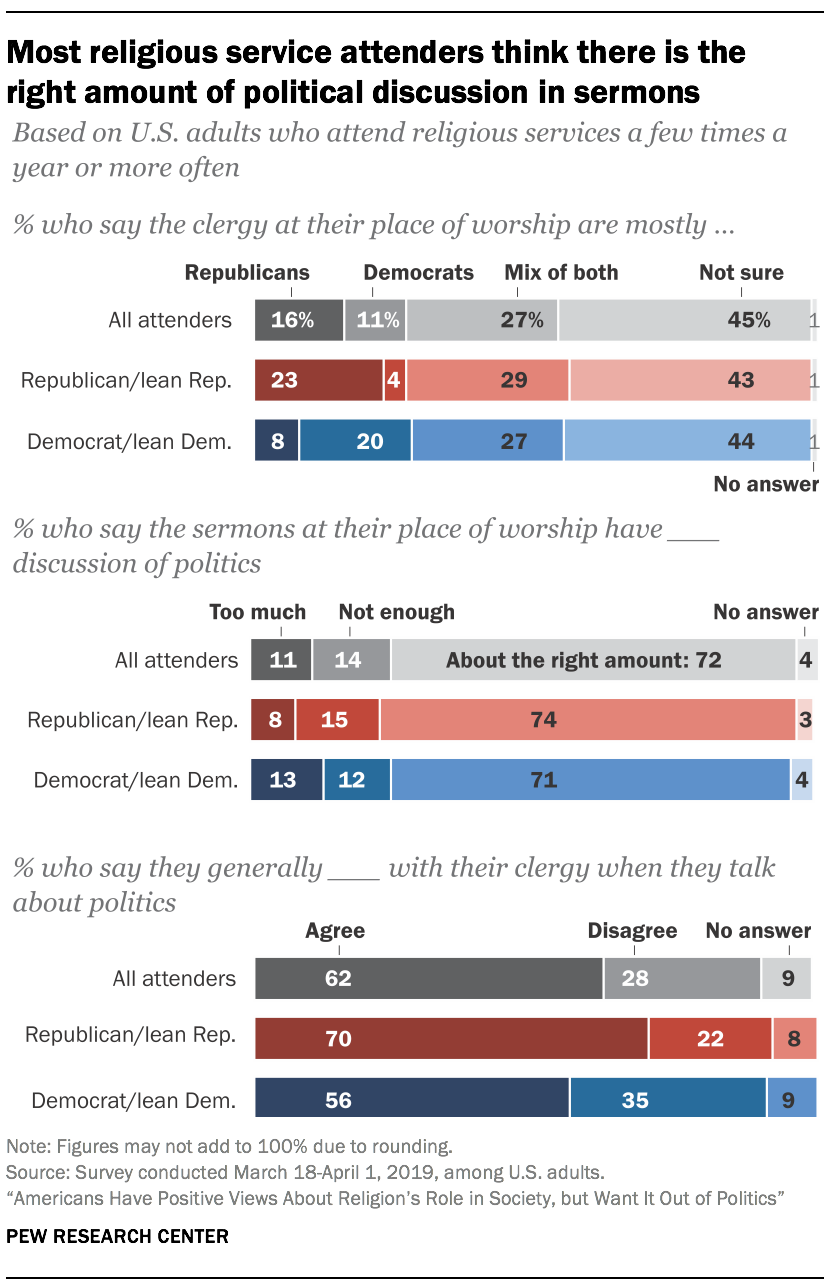 Most religious service attenders think there is the
right amount of political discussion in sermons
Based on U.S. adults who attend religious services a few times a
year or more often
% who say the clergy at their place of worship are mostly ...
Republicans Democrats Mix of both Not sure
All attenders 16% 11% 27% 45% 1
Republican/lean Rep. 23 4 29 43 1
Democrat/lean Dem. 8 20 27 44 1
No answer
% who say the sermons at their place of worship have ___
discussion of politics
Too much Not enough No answer
All attenders 11 14 About the right amount: 72 4
Republican/lean Rep. 8 15 74 3
Democrat/lean Dem. 13 12 71 4
% who say they generally ___ with their clergy when they talk
about politics
Agree Disagree No answer
All attenders 62 28 9
Republican/lean Rep. 70 22 8
Democrat/lean Dem. 56 35 9
Note: Figures may not add to 100% due to rounding.
Source: Survey conducted March 18-April 1, 2019, among U.S. adults.
“Americans Have Positive Views About Religion’s Role in Society, but Want It Out of Politics”
PEW RESEARCH CENTER